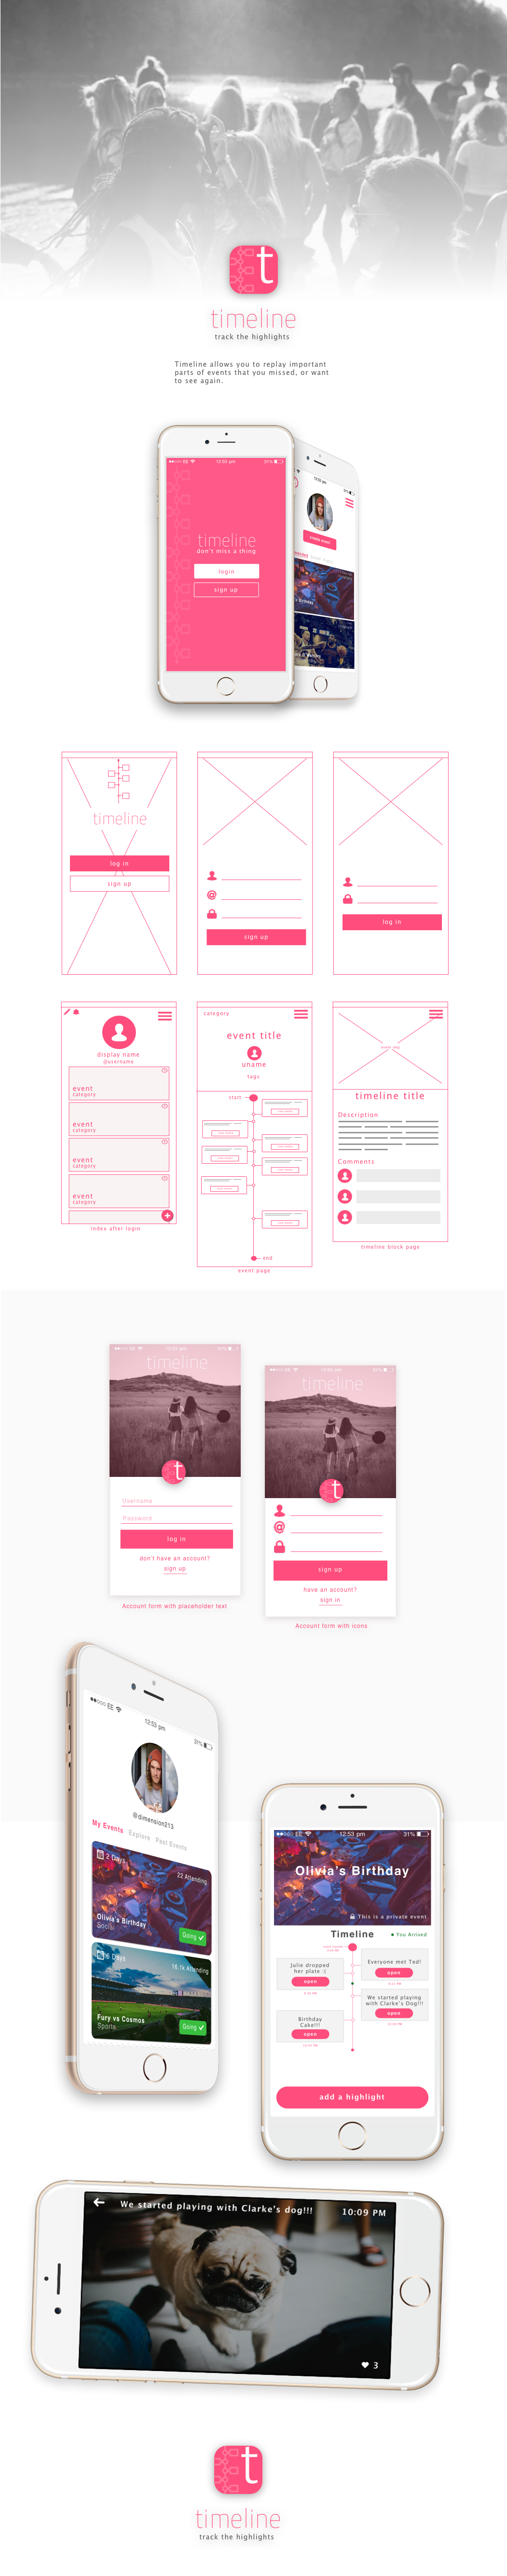 t
timeline
track the highlights
Timeline allows you to replay important
parts of events that you missed, or want
to see again.
EE 12:53 pm 31%
timeline
don't miss a thing
login
sign up
12:53 pm
timeline
log in
sign up
sign up
log in
display name
@username
event
category
event
category
event
category
event
category
index after login
category
event title
uname
tags
start
end
event page
timeline title
Description
Comments
timeline block page
EE 12:53 pm 31%
timeline
t
Username
Password
log in
don't have an account?
sign up
Account form with placeholder text
EE 12:53 pm 31%
timeline
t
@
sign up
have an account?
sign in
Account form with icons
EE 12:53 pm 31%
@dimension213
My Events Explore Past Events
2 Days
22 Attending
Olivia's Birthday
Social
Going
6 Days
16.1k Attending
Fury vs Cosmos
Sports
Going
EE 12:53 pm 31%
Olivia's Birthday
This is a private event
Timeline
You Arrived
Julie dropped
her plate :(
open
Everyone met Ted!
open
We started playing
with Clarke's Dog!!!
open
Birthday
Cake!!!
open
add a highlight
We started playing with Clarke's dog!!!
10:09 PM
3
t
timeline
track the highlights